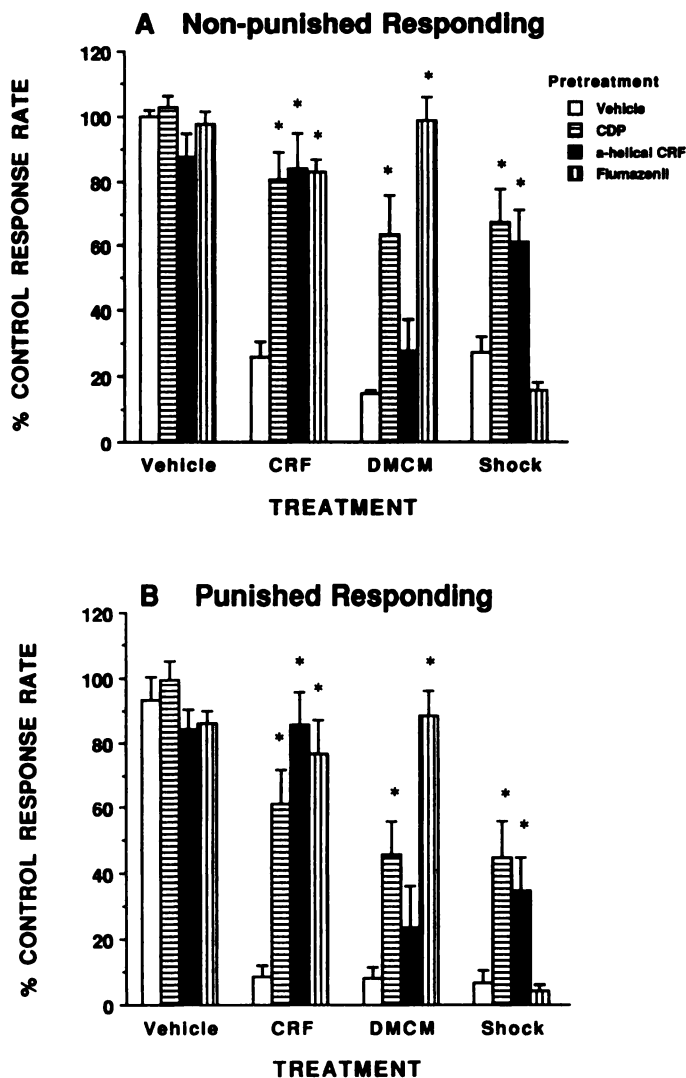 A Non-punished Responding
120
100
80
60
40
20
0
% CONTROL RESPONSE RATE
Pretreatment
Vehicle
CDP
a-helical CRF
Flumazenil
* * * * * * *
Vehicle CRF DMCM Shock
TREATMENT
B Punished Responding
120
100
80
60
40
20
0
% CONTROL RESPONSE RATE
* * * * * * *
Vehicle CRF DMCM Shock
TREATMENT